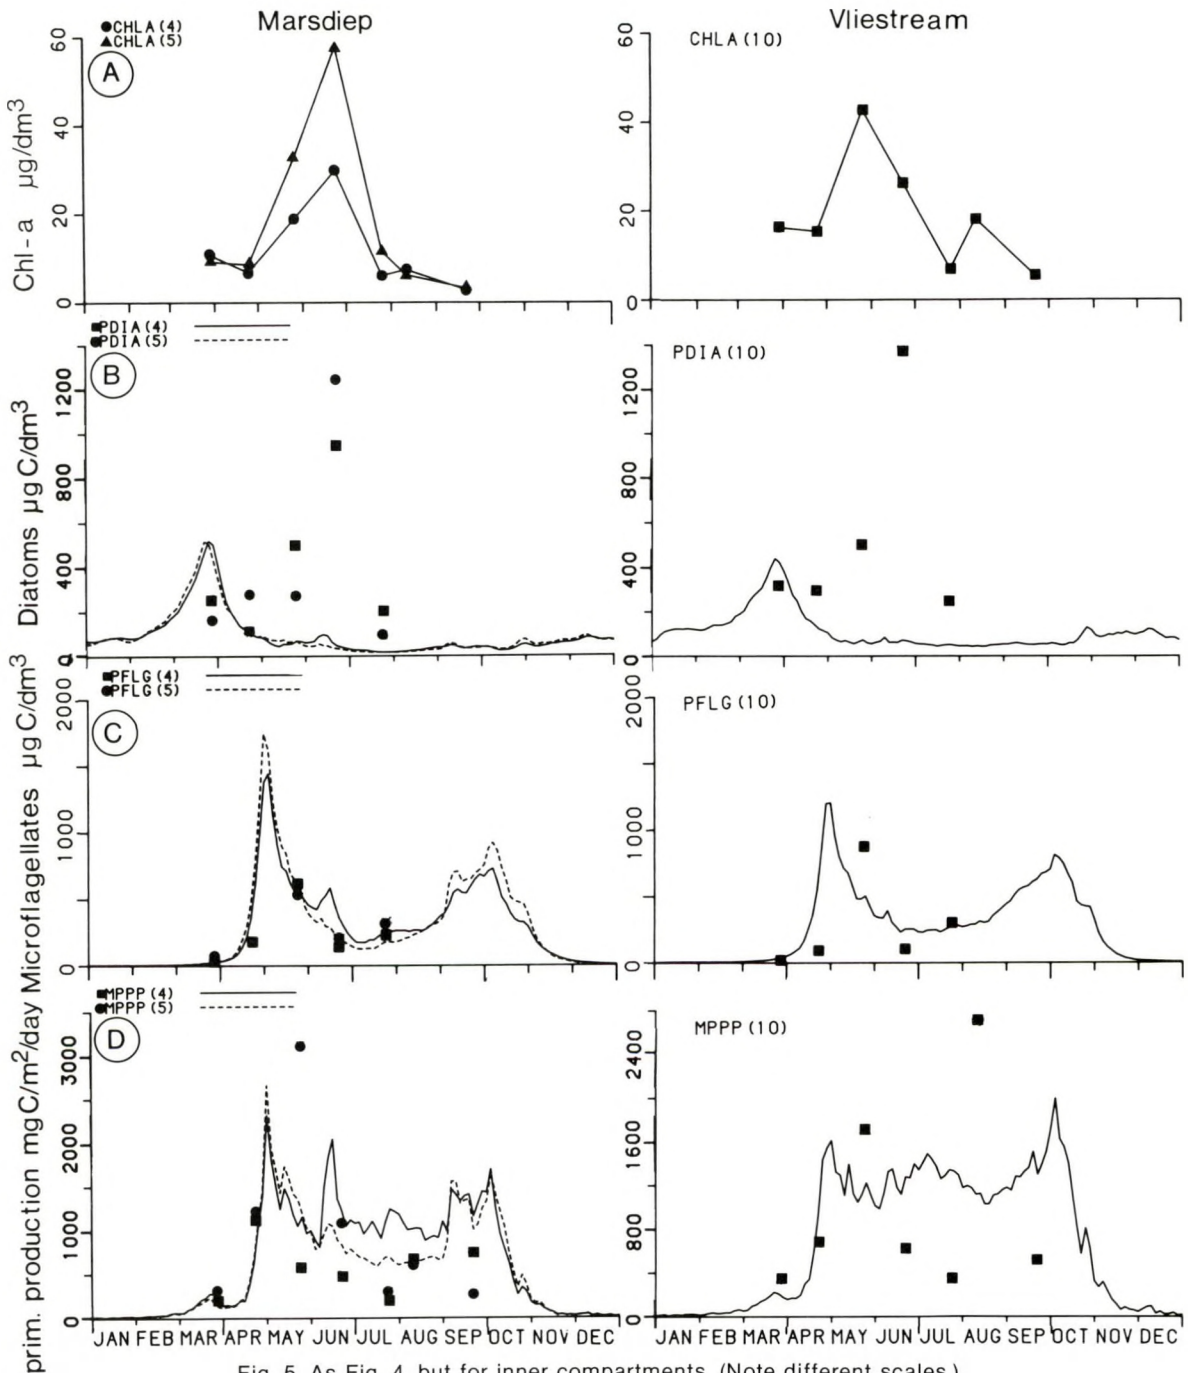 Marsdiep
Vliestream
CHLA(4)
CHLA(5)
A
Chl-a µg/dm3
60
40
20
0
CHLA(10)
60
40
20
0
PDIA(4)
PDIA(5)
B
Diatoms µgC/dm3
1200
800
400
0
PDIA(10)
1200
800
400
0
PFLG(4)
PFLG(5)
C
Microflagellates µgC/dm3
2000
1000
0
PFLG(10)
2000
1000
0
MPPP(4)
MPPP(5)
D
prim. production mgC/m2/day
3000
2000
1000
0
MPPP(10)
2400
1600
800
0
JAN FEB MAR APR MAY JUN JUL AUG SEP OCT NOV DEC
JAN FEB MAR APR MAY JUN JUL AUG SEP OCT NOV DEC
Fig. 5. As Fig. 4, but for inner compartments. (Note different scales.)